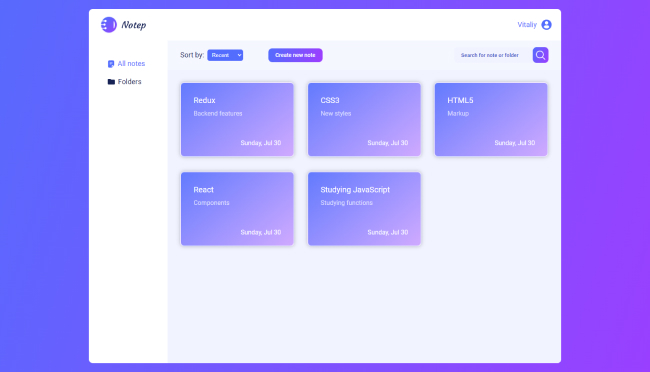 Notep
Vitaliy
All notes
Folders
Sort by: Recent
Create new note
Search for note or folder
Redux
Backend features
Sunday, Jul 30
CSS3
New styles
Sunday, Jul 30
HTML5
Markup
Sunday, Jul 30
React
Components
Sunday, Jul 30
Studying JavaScript
Studying functions
Sunday, Jul 30